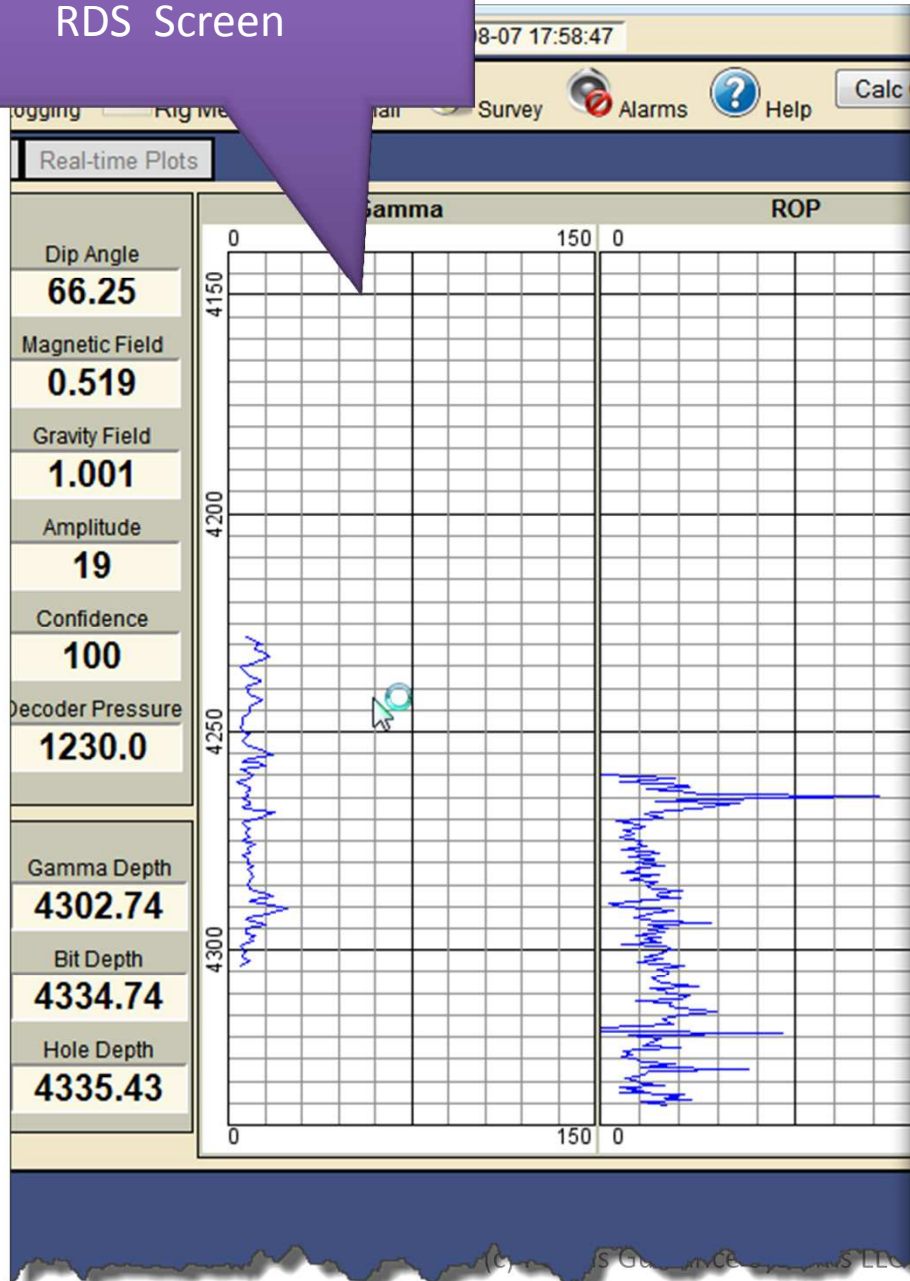 RDS Screen
8-07 17:58:47
Survey
Alarms
Help
Calc
Real-time Plots
Gamma
ROP
0
150
0
Dip Angle
66.25
Magnetic Field
0.519
Gravity Field
1.001
Amplitude
19
Confidence
100
Decoder Pressure
1230.0
4150
4200
4250
4300
Gamma Depth
4302.74
Bit Depth
4334.74
Hole Depth
4335.43
0
150
0